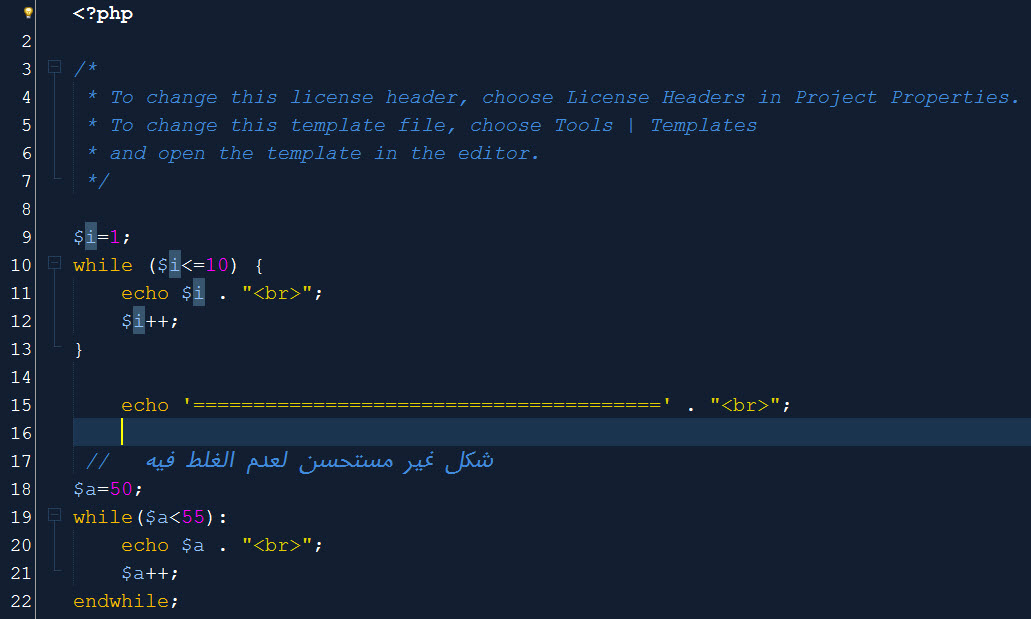 <?php
2
3 /*
4 * To change this license header, choose License Headers in Project Properties.
5 * To change this template file, choose Tools | Templates
6 * and open the template in the editor.
7 */
8
9 $i=1;
10 while ($i<=10) {
11 echo $i . "<br>";
12 $i++;
13 }
14
15 echo '=======================================' . "<br>";
16
17 // شكل غير مستحسن لعدم الغلط فيه
18 $a=50;
19 while($a<55):
20 echo $a . "<br>";
21 $a++;
22 endwhile;